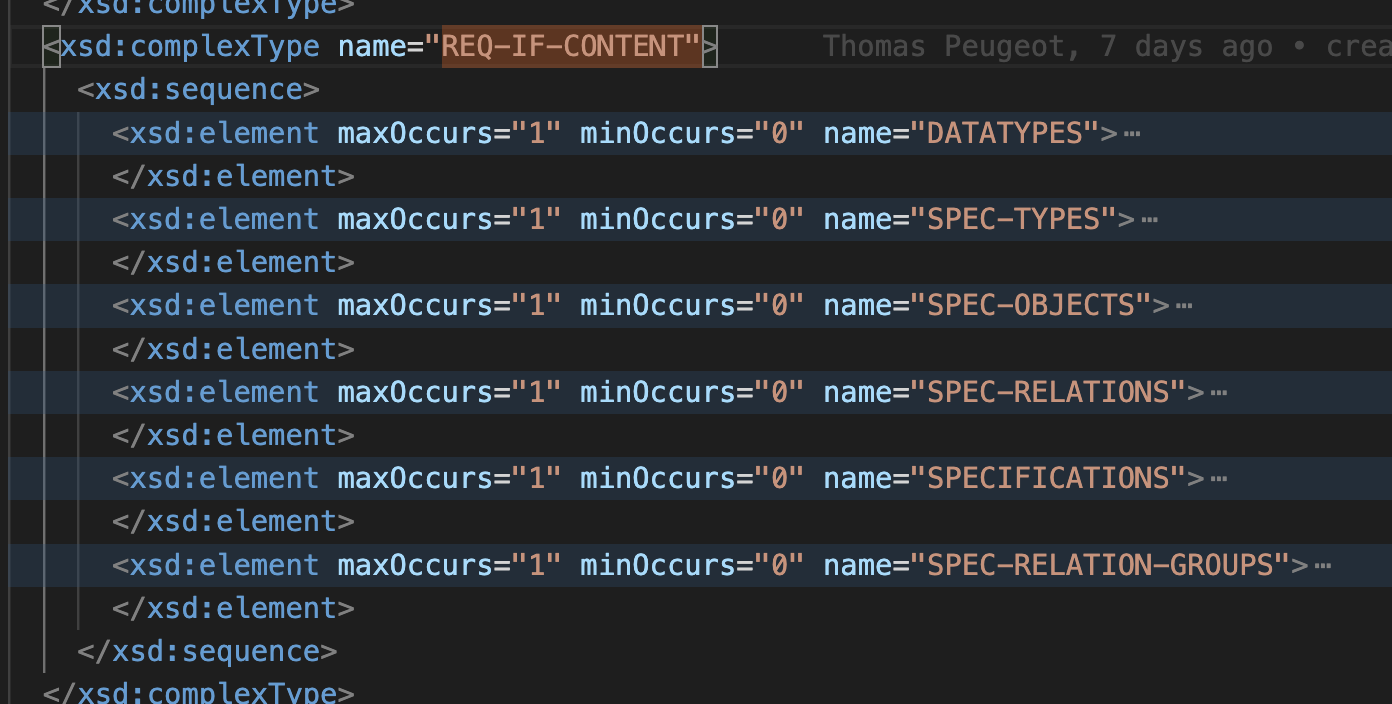 </xsd:complexType>
<xsd:complexType name="REQ-IF-CONTENT"> Thomas Peugeot, 7 days ago • crea
<xsd:sequence>
<xsd:element maxOccurs="1" minOccurs="0" name="DATATYPES">⋯
</xsd:element>
<xsd:element maxOccurs="1" minOccurs="0" name="SPEC-TYPES">⋯
</xsd:element>
<xsd:element maxOccurs="1" minOccurs="0" name="SPEC-OBJECTS">⋯
</xsd:element>
<xsd:element maxOccurs="1" minOccurs="0" name="SPEC-RELATIONS">⋯
</xsd:element>
<xsd:element maxOccurs="1" minOccurs="0" name="SPECIFICATIONS">⋯
</xsd:element>
<xsd:element maxOccurs="1" minOccurs="0" name="SPEC-RELATION-GROUPS">⋯
</xsd:element>
</xsd:sequence>
</xsd:complexType>